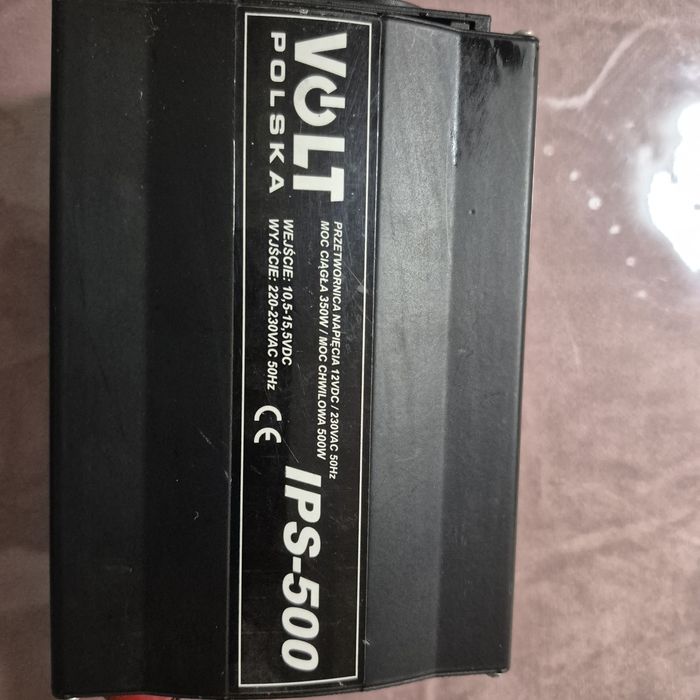 VOLT
POLSKA
PRZETWORNICA NAPIĘCIA 12VDC / 230VAC 50Hz
MOC CIĄGŁA 350W / MOC CHWILOWA 500W
WEJŚCIE: 10,5-15,5VDC
WYJŚCIE: 220-230VAC 50Hz
CE
IPS-500